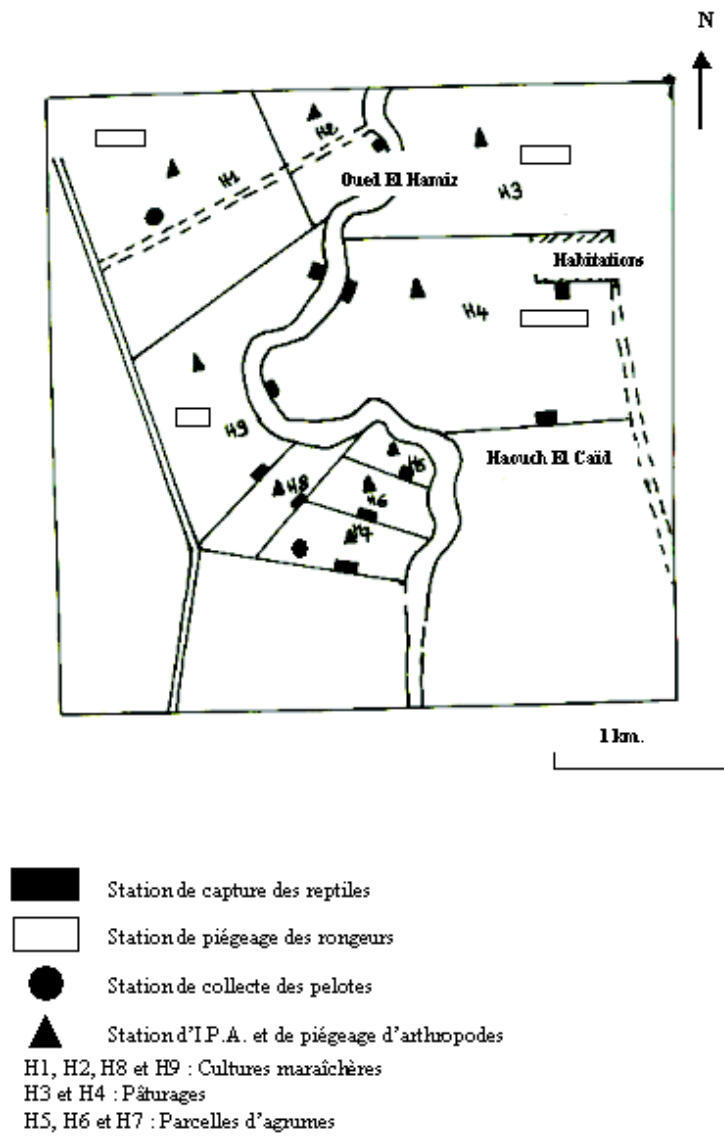 N
H2
H1
Oued El Hamiz
H3
Habitations
H4
H9
Haouch El Caïd
H5
H8
H6
H7
1 km.
Station de capture des reptiles
Station de piégeage des rongeurs
Station de collecte des pelotes
Station d'I.P.A. et de piégeage d'arthropodes
H1, H2, H8 et H9 : Cultures maraîchères
H3 et H4 : Pâturages
H5, H6 et H7 : Parcelles d'agrumes